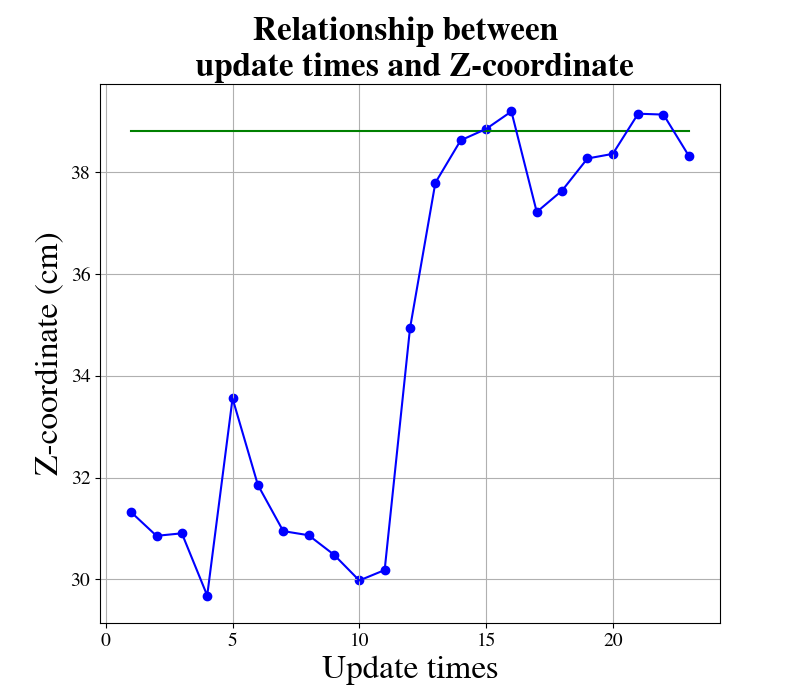 Relationship between
update times and Z-coordinate
Z-coordinate (cm)
38
36
34
32
30
0 5 10 15 20
Update times